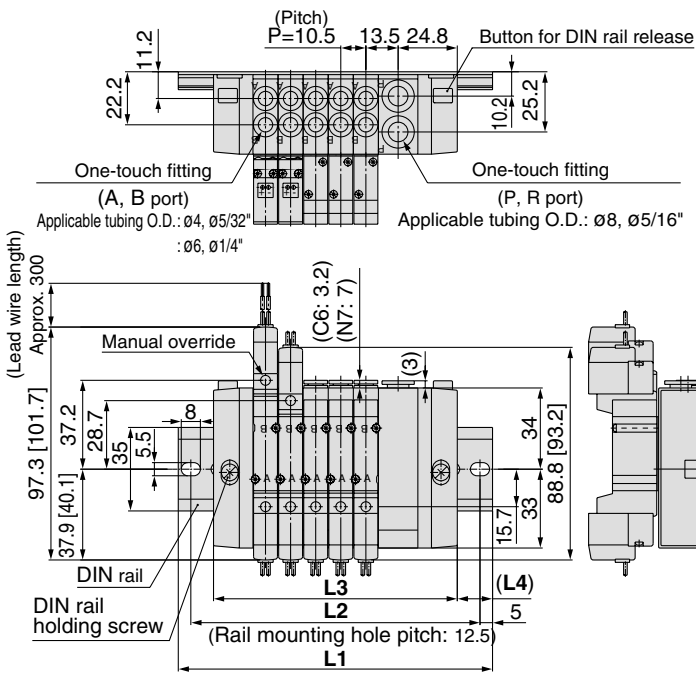 (Pitch)
P=10.5
13.5
24.8
Button for DIN rail release
11.2
22.2
10.2
25.2
One-touch fitting
(A, B port)
Applicable tubing O.D.: ø4, ø5/32"
: ø6, ø1/4"
One-touch fitting
(P, R port)
Applicable tubing O.D.: ø8, ø5/16"
(Lead wire length)
Approx. 300
Manual override
(C6: 3.2)
(N7: 7)
(3)
97.3 [101.7]
37.2
28.7
35
8
5.5
37.9 [40.1]
B B B B B
A A A A A
34
33
15.7
88.8 [93.2]
DIN rail
DIN rail
holding screw
L3
(L4)
L2
5
(Rail mounting hole pitch: 12.5)
L1